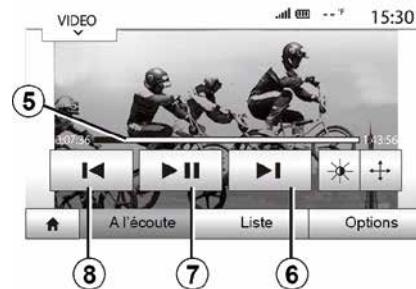 VIDEO
-- °F
15:30
5
1:07:36
1:43:56
A l'écoute
Liste
Options
8
7
6